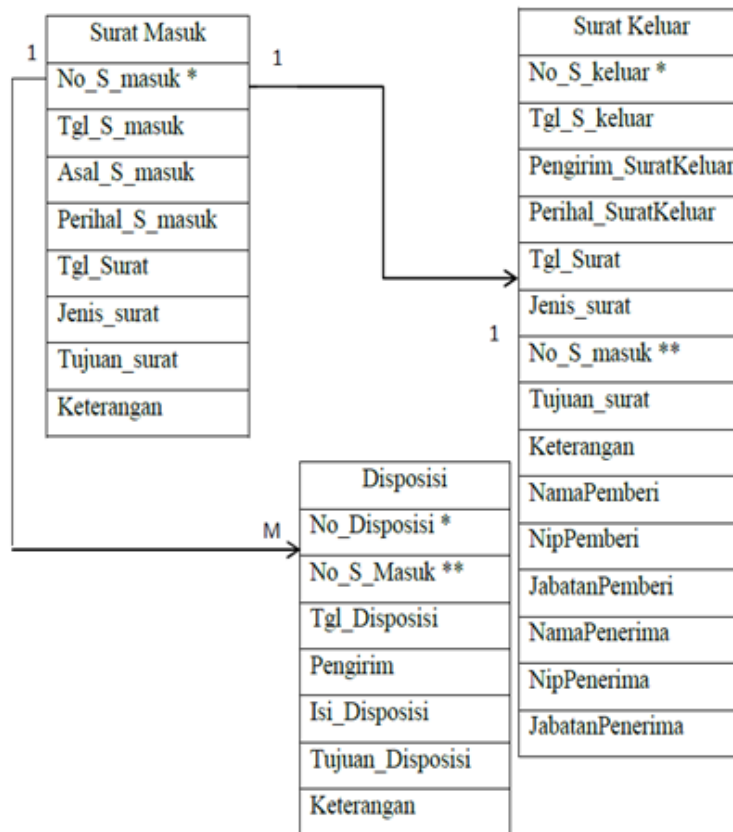 1
Surat Masuk
No_S_masuk *
Tgl_S_masuk
Asal_S_masuk
Perihal_S_masuk
Tgl_Surat
Jenis_surat
Tujuan_surat
Keterangan
1
Surat Keluar
No_S_keluar *
Tgl_S_keluar
Pengirim_SuratKeluar
Perihal_SuratKeluar
Tgl_Surat
Jenis_surat
No_S_masuk **
Tujuan_surat
Keterangan
NamaPemberi
NipPemberi
JabatanPemberi
NamaPenerima
NipPenerima
JabatanPenerima
1
M
Disposisi
No_Disposisi *
No_S_Masuk **
Tgl_Disposisi
Pengirim
Isi_Disposisi
Tujuan_Disposisi
Keterangan